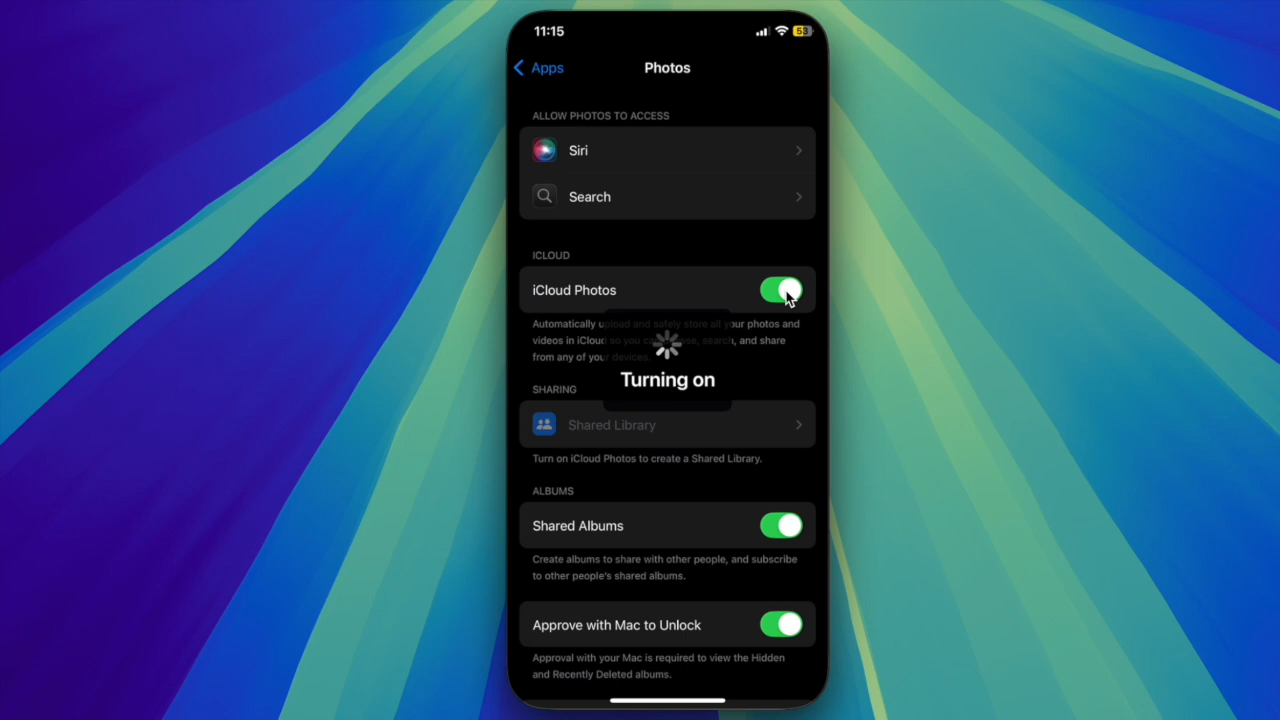 11:15
53
Apps
Photos
ALLOW PHOTOS TO ACCESS
Siri
Search
ICLOUD
iCloud Photos
Automatically upload and safely store all your photos and
videos in iCloud so you can browse, search, and share
from any of your devices.
Turning on
SHARING
Shared Library
Turn on iCloud Photos to create a Shared Library.
ALBUMS
Shared Albums
Create albums to share with other people, and subscribe
to other people's shared albums.
Approve with Mac to Unlock
Approval with your Mac is required to view the Hidden
and Recently Deleted albums.